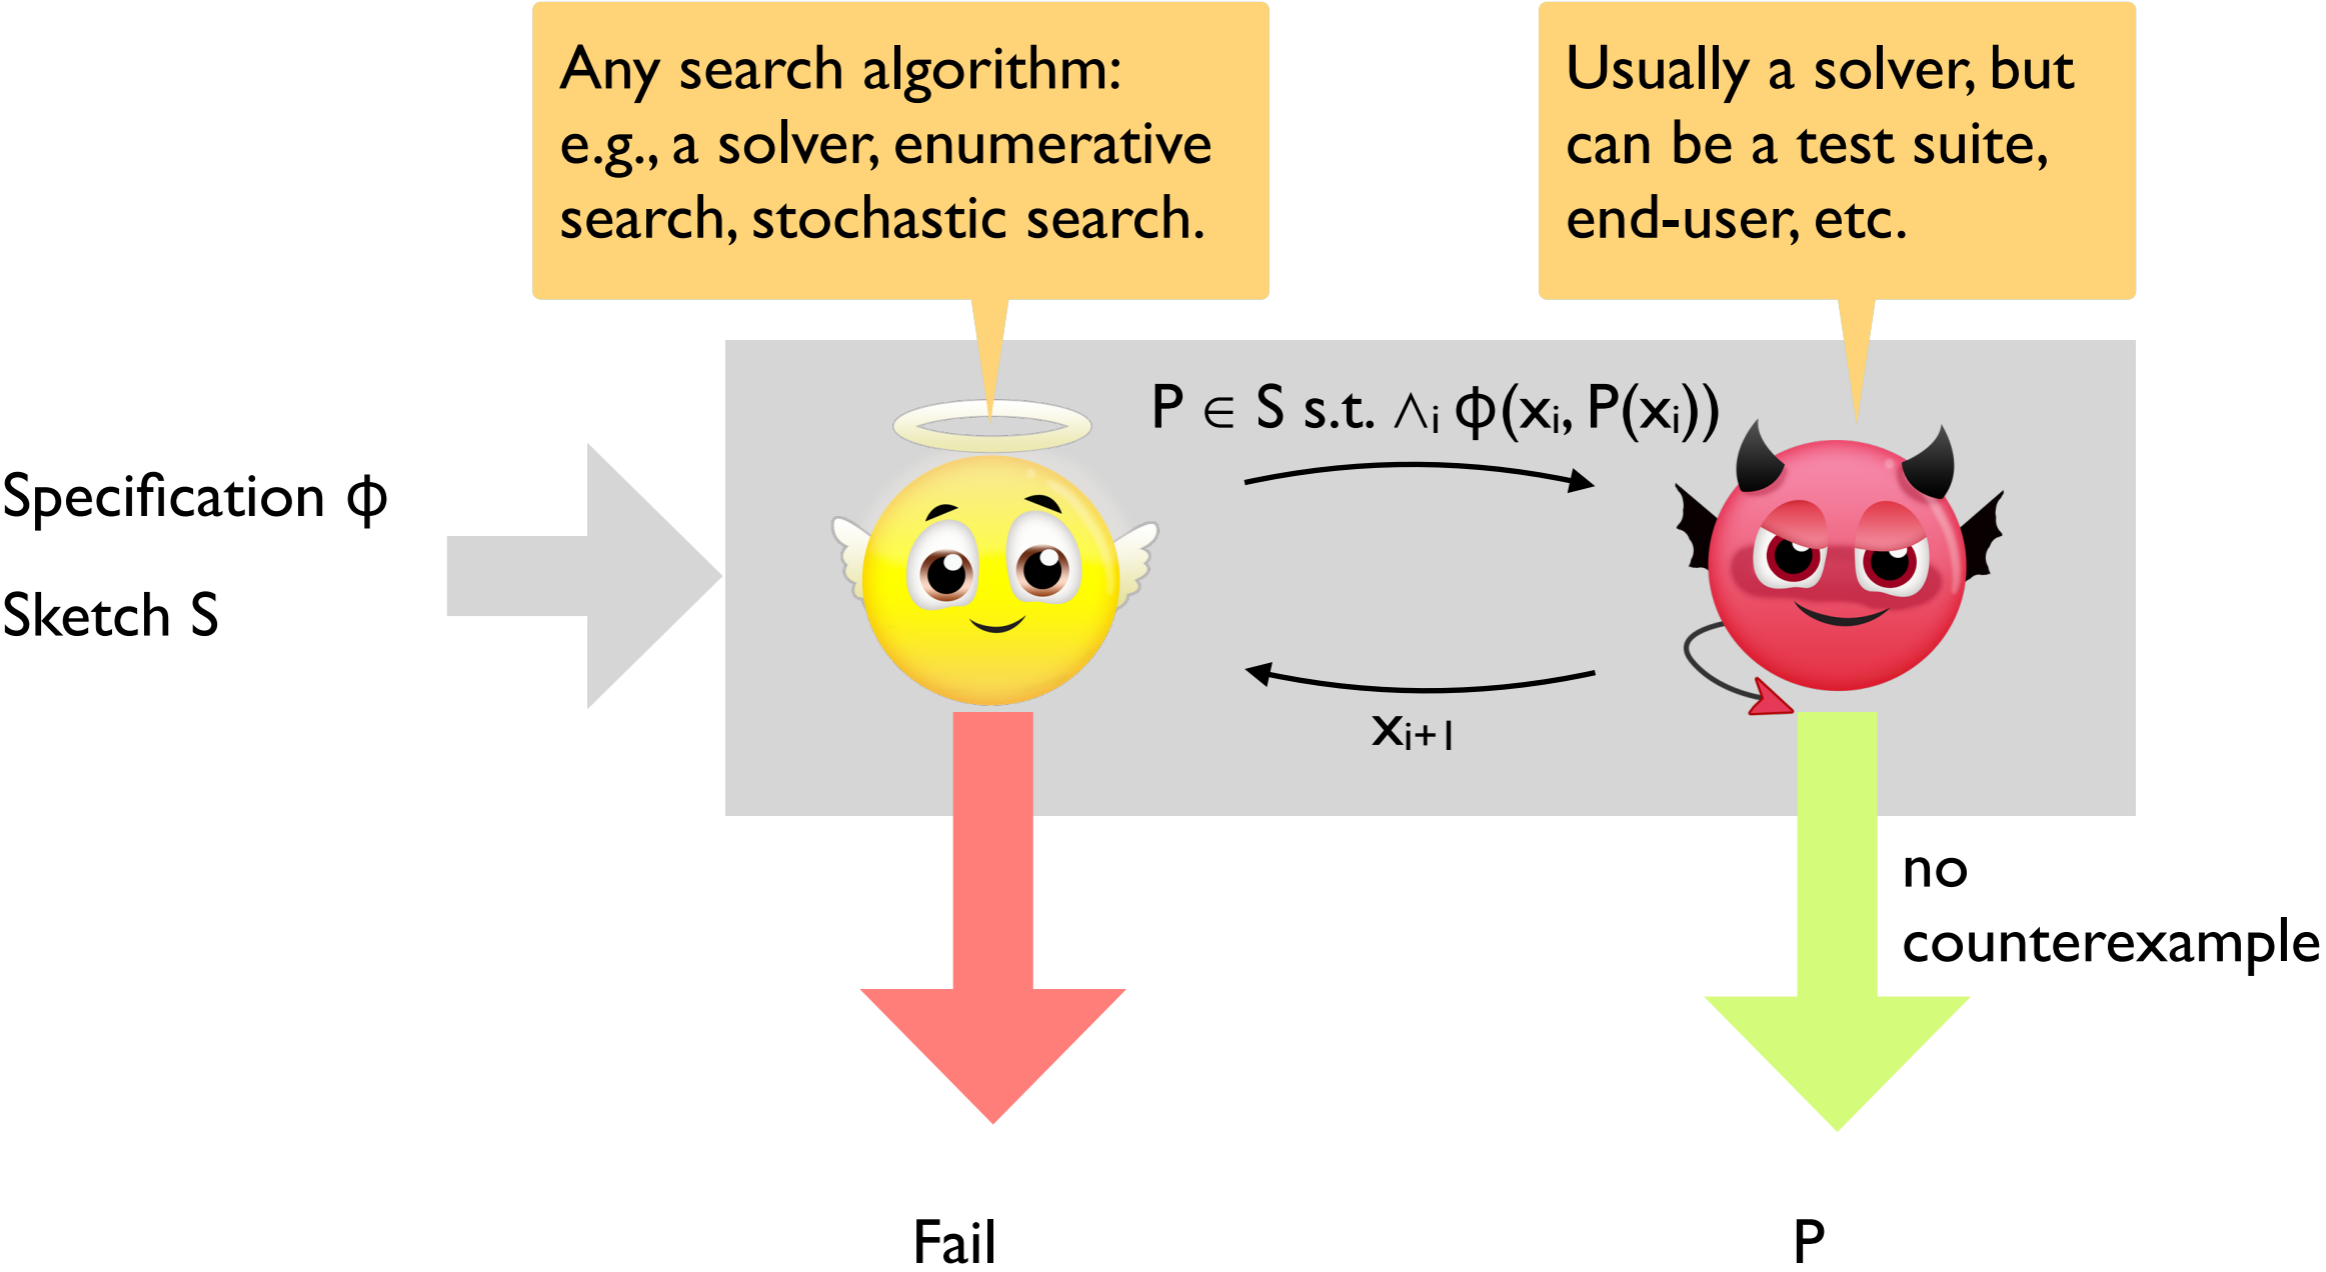 Any search algorithm:
e.g., a solver, enumerative
search, stochastic search.
Usually a solver, but
can be a test suite,
end-user, etc.
Specification ϕ
Sketch S
P ∈ S s.t. ∧ᵢ ϕ(xᵢ, P(xᵢ))
xᵢ₊₁
no
counterexample
Fail
P